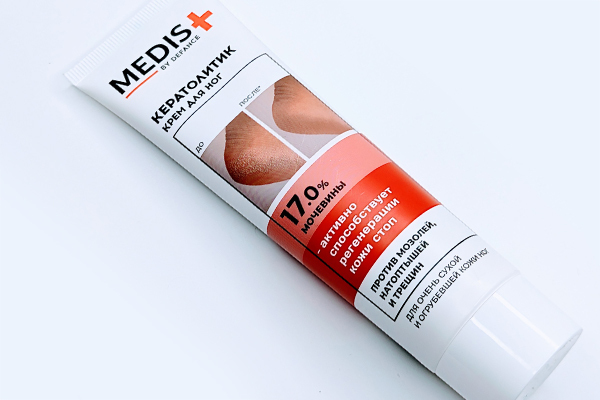 MEDIS+
BY DEFANCE
КЕРАТОЛИТИК
КРЕМ ДЛЯ НОГ
ДО
ПОСЛЕ*
17.0%
МОЧЕВИНЫ
- активно
способствует
регенерации
кожи стоп
ПРОТИВ МОЗОЛЕЙ,
НАТОПТЫШЕЙ
И ТРЕЩИН
ДЛЯ ОЧЕНЬ СУХОЙ
И ОГРУБЕВШЕЙ КОЖИ НОГ